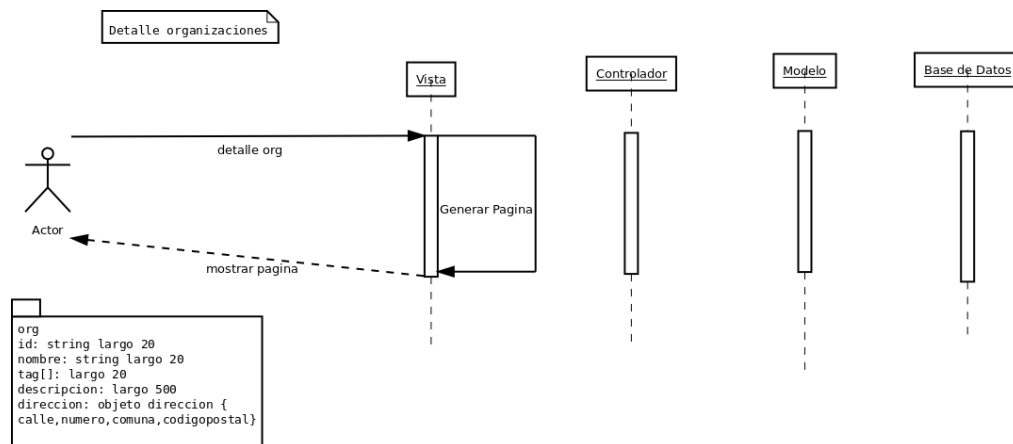 Detalle organizaciones
Vista
Controlador
Modelo
Base de Datos
detalle org
Generar Pagina
Actor
mostrar pagina
org
id: string largo 20
nombre: string largo 20
tag[]: largo 20
descripcion: largo 500
direccion: objeto direccion {
calle,numero,comuna,codigopostal}